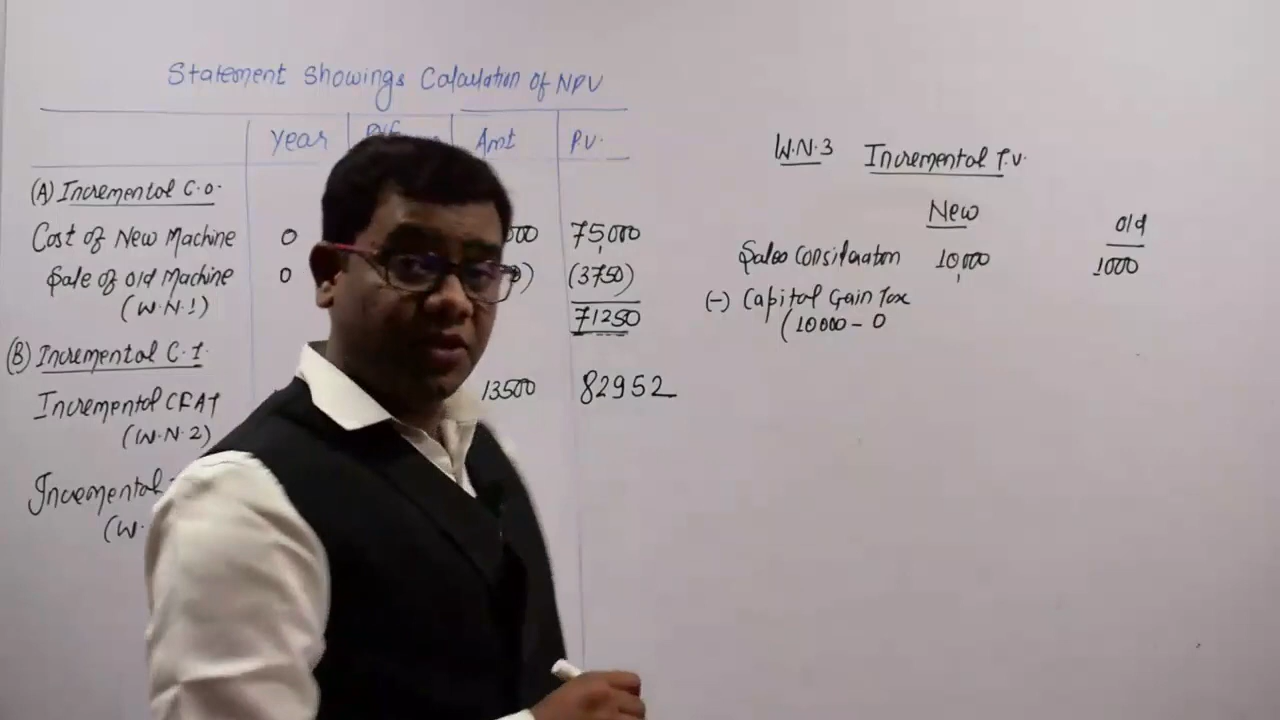 Statement Showings Calculation of NPV
Year Amt P.V.
(A) Incremental C.O.
Cost of New Machine 0 000 75,000
Sale of Old Machine 0 ) (3750)
(W.N.1)
71250
(B) Incremental C.I.
Incremental CFAT 13500 82952
(W.N.2)
Incremental
(W.
W.N.3 Incremental T.V.
New Old
Sales Consideration 10,000 1000
(-) Capital Gain Tax
(10000 - 0